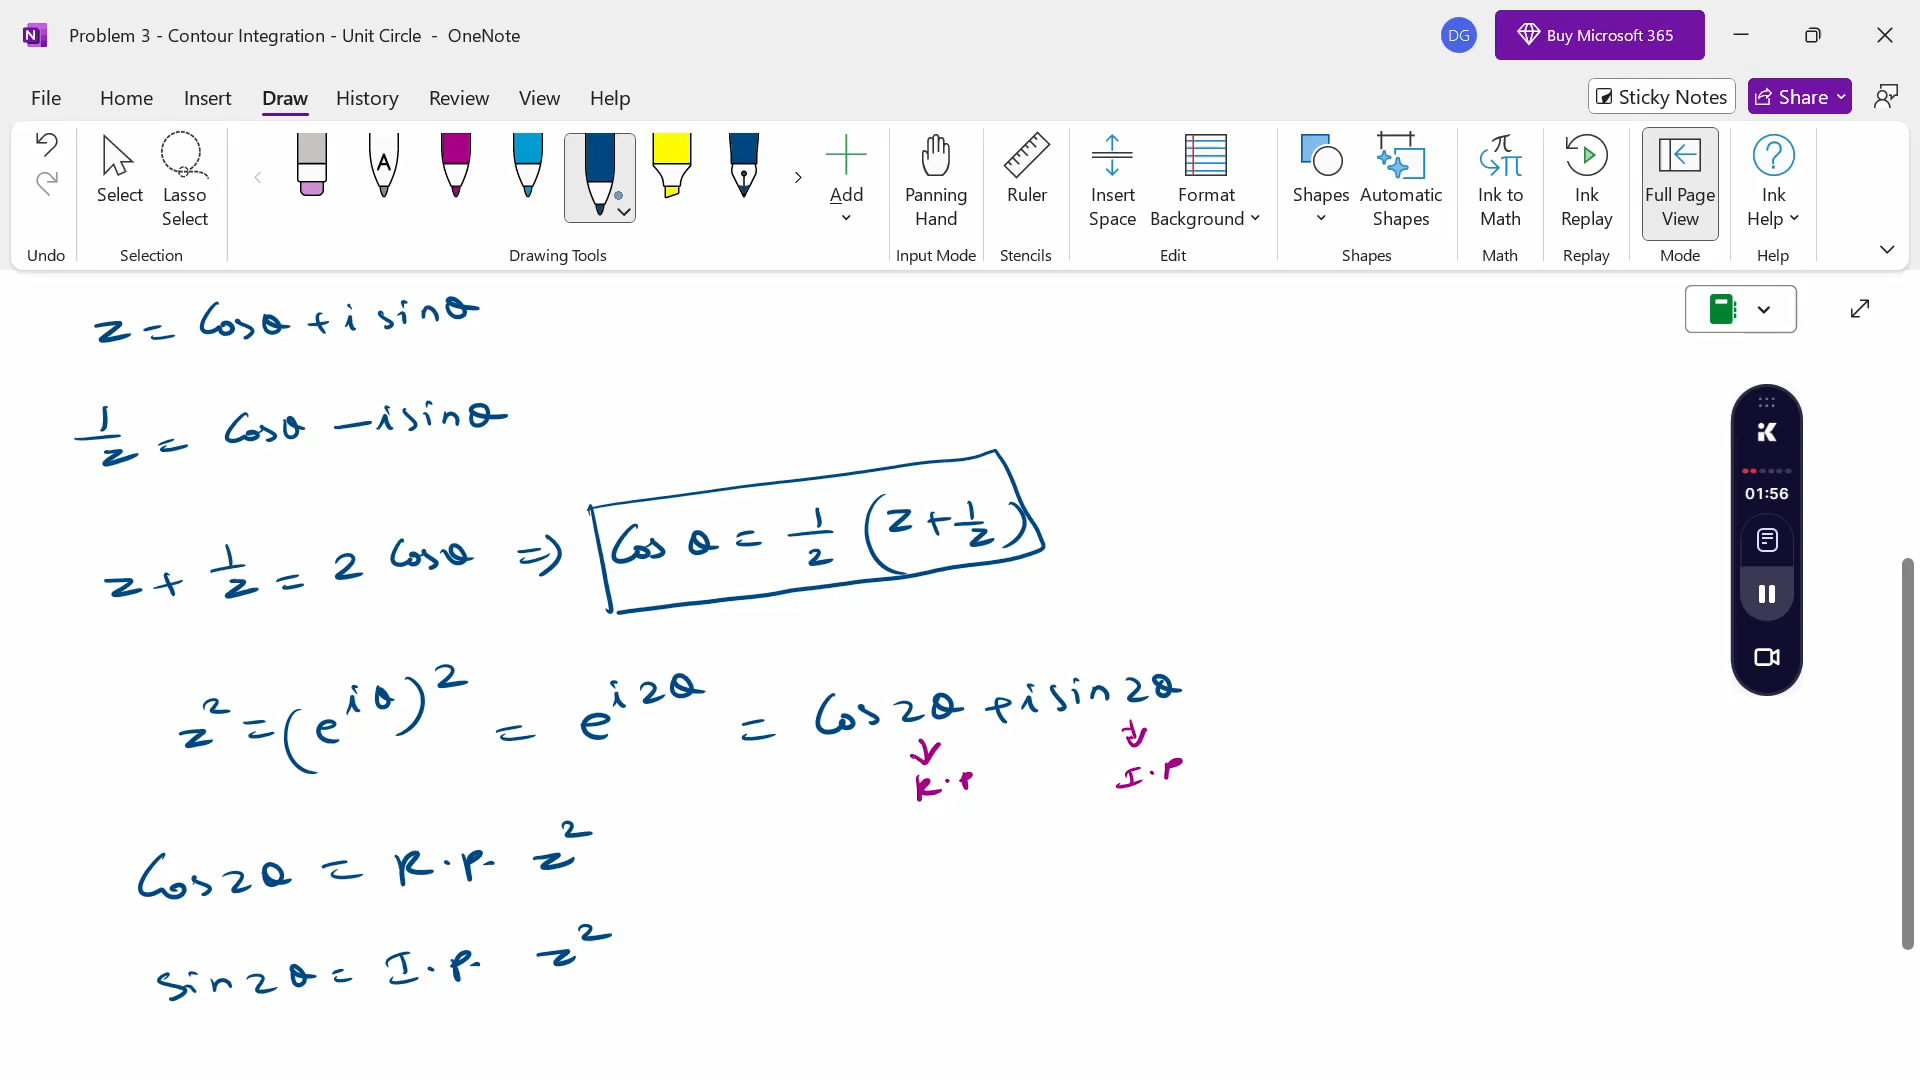 Problem 3 - Contour Integration - Unit Circle - OneNote
DG
Buy Microsoft 365
File Home Insert Draw History Review View Help
Sticky Notes
Share
Select
Lasso Select
A
Add
Panning Hand
Ruler
Insert Space
Format Background
Shapes
Automatic Shapes
Ink to Math
Ink Replay
Full Page View
Ink Help
Undo
Selection
Drawing Tools
Input Mode
Stencils
Edit
Shapes
Math
Replay
Mode
Help
z = Cosθ + i sinθ
1/z = Cosθ - i sinθ
z + 1/z = 2 Cosθ ⇒ Cos θ = 1/2 (z + 1/z)
z² = (e^{iθ})² = e^{i2θ} = Cos 2θ + i sin 2θ
R.P
I.P
Cos 2θ = R.P. z²
Sin 2θ = I.P. z²
01:56